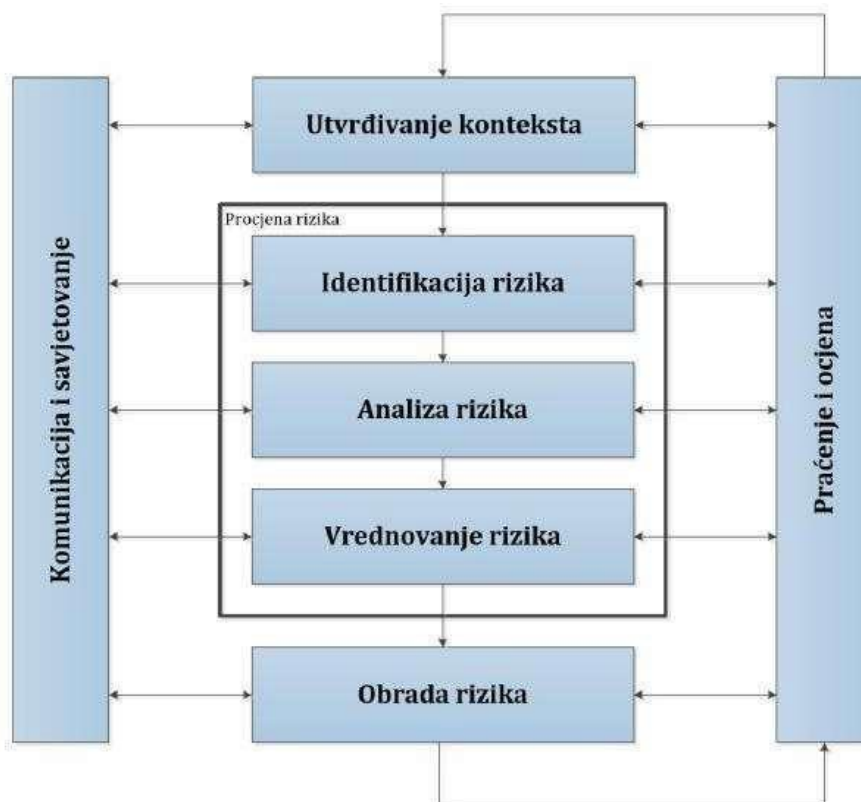 Utvrđivanje konteksta
Procjena rizika
Identifikacija rizika
Analiza rizika
Vrednovanje rizika
Obrada rizika
Komunikacija i savjetovanje
Praćenje i ocjena